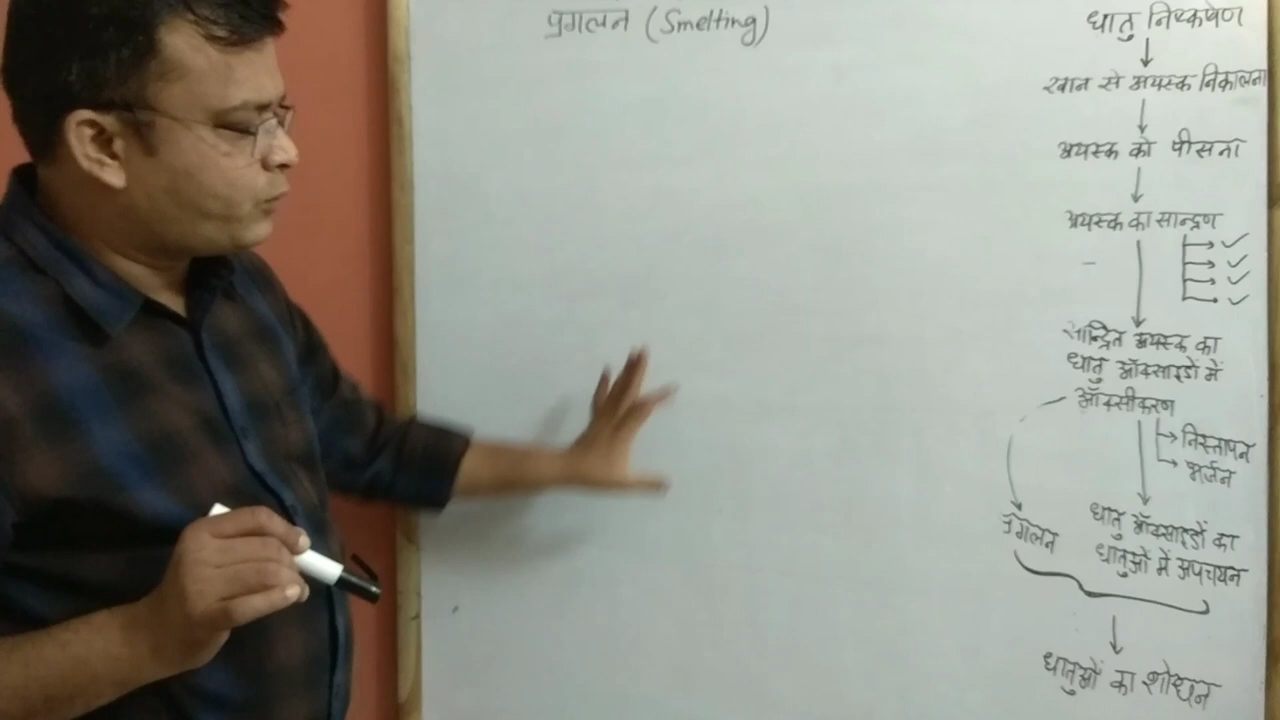 प्रगलन (Smelting)
धातु निष्कर्षण
खान से अयस्क निकालना
अयस्क को पीसना
अयस्क का सान्द्रण
सान्द्रित अयस्क का
धातु ऑक्साइडों में
ऑक्सीकरण
निस्तापन
भर्जन
प्रगलन
धातु ऑक्साइडों का
धातुओं में अपचयन
धातुओं का शोधन